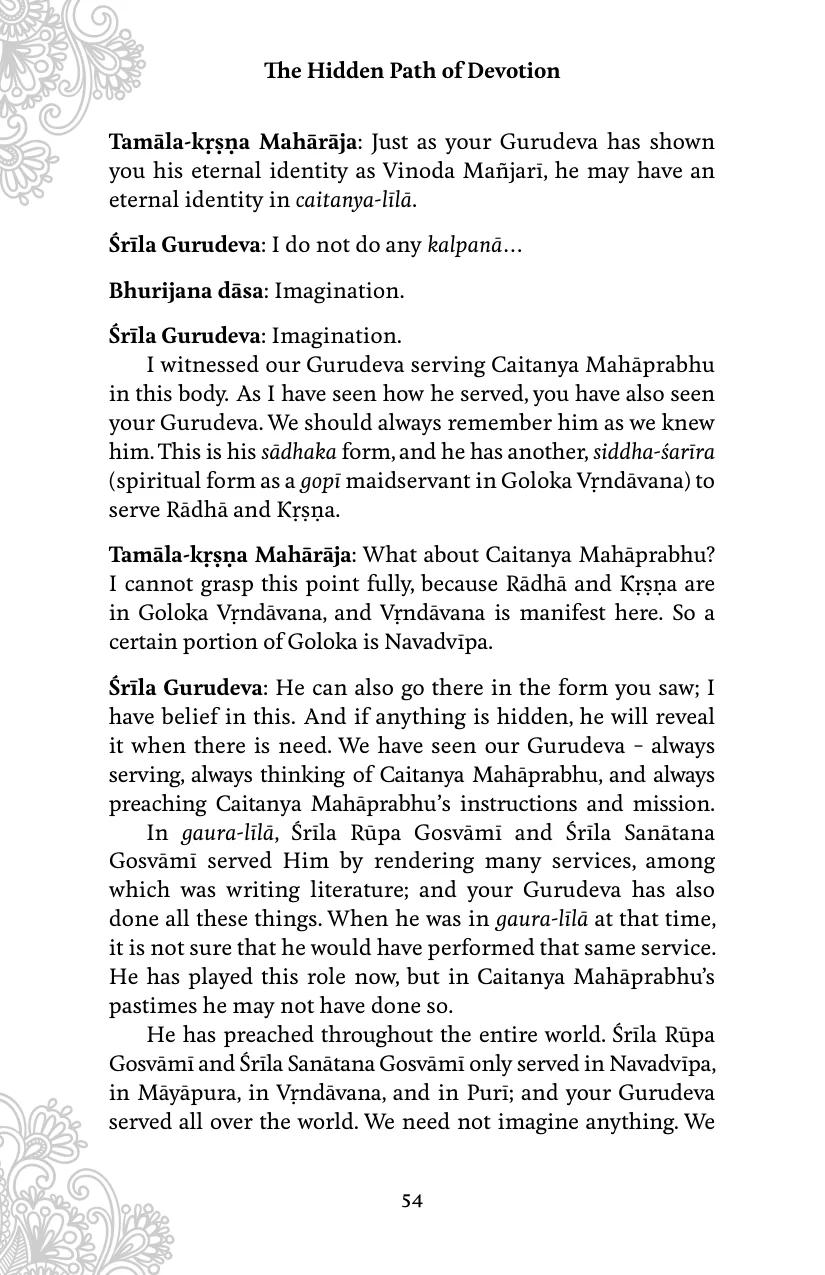 The Hidden Path of Devotion
Tamāla-kṛṣṇa Mahārāja: Just as your Gurudeva has shown
you his eternal identity as Vinoda Mañjarī, he may have an
eternal identity in caitanya-līlā.
Śrīla Gurudeva: I do not do any kalpanā…
Bhurijana dāsa: Imagination.
Śrīla Gurudeva: Imagination.
I witnessed our Gurudeva serving Caitanya Mahāprabhu
in this body. As I have seen how he served, you have also seen
your Gurudeva. We should always remember him as we knew
him. This is his sādhaka form, and he has another, siddha-śarīra
(spiritual form as a gopī maidservant in Goloka Vṛndāvana) to
serve Rādhā and Kṛṣṇa.
Tamāla-kṛṣṇa Mahārāja: What about Caitanya Mahāprabhu?
I cannot grasp this point fully, because Rādhā and Kṛṣṇa are
in Goloka Vṛndāvana, and Vṛndāvana is manifest here. So a
certain portion of Goloka is Navadvīpa.
Śrīla Gurudeva: He can also go there in the form you saw; I
have belief in this. And if anything is hidden, he will reveal
it when there is need. We have seen our Gurudeva – always
serving, always thinking of Caitanya Mahāprabhu, and always
preaching Caitanya Mahāprabhu’s instructions and mission.
In gaura-līlā, Śrīla Rūpa Gosvāmī and Śrīla Sanātana
Gosvāmī served Him by rendering many services, among
which was writing literature; and your Gurudeva has also
done all these things. When he was in gaura-līlā at that time,
it is not sure that he would have performed that same service.
He has played this role now, but in Caitanya Mahāprabhu’s
pastimes he may not have done so.
He has preached throughout the entire world. Śrīla Rūpa
Gosvāmī and Śrīla Sanātana Gosvāmī only served in Navadvīpa,
in Māyāpura, in Vṛndāvana, and in Purī; and your Gurudeva
served all over the world. We need not imagine anything. We
54